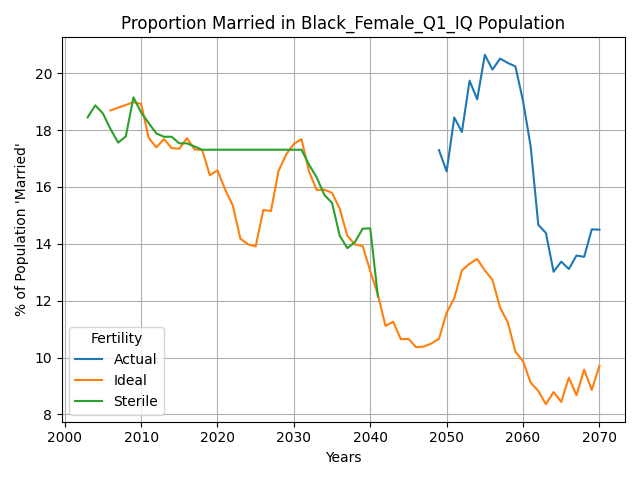 Proportion Married in Black_Female_Q1_IQ Population
% of Population 'Married'
20
18
16
14
12
10
8
Fertility
Actual
Ideal
Sterile
2000 2010 2020 2030 2040 2050 2060 2070
Years